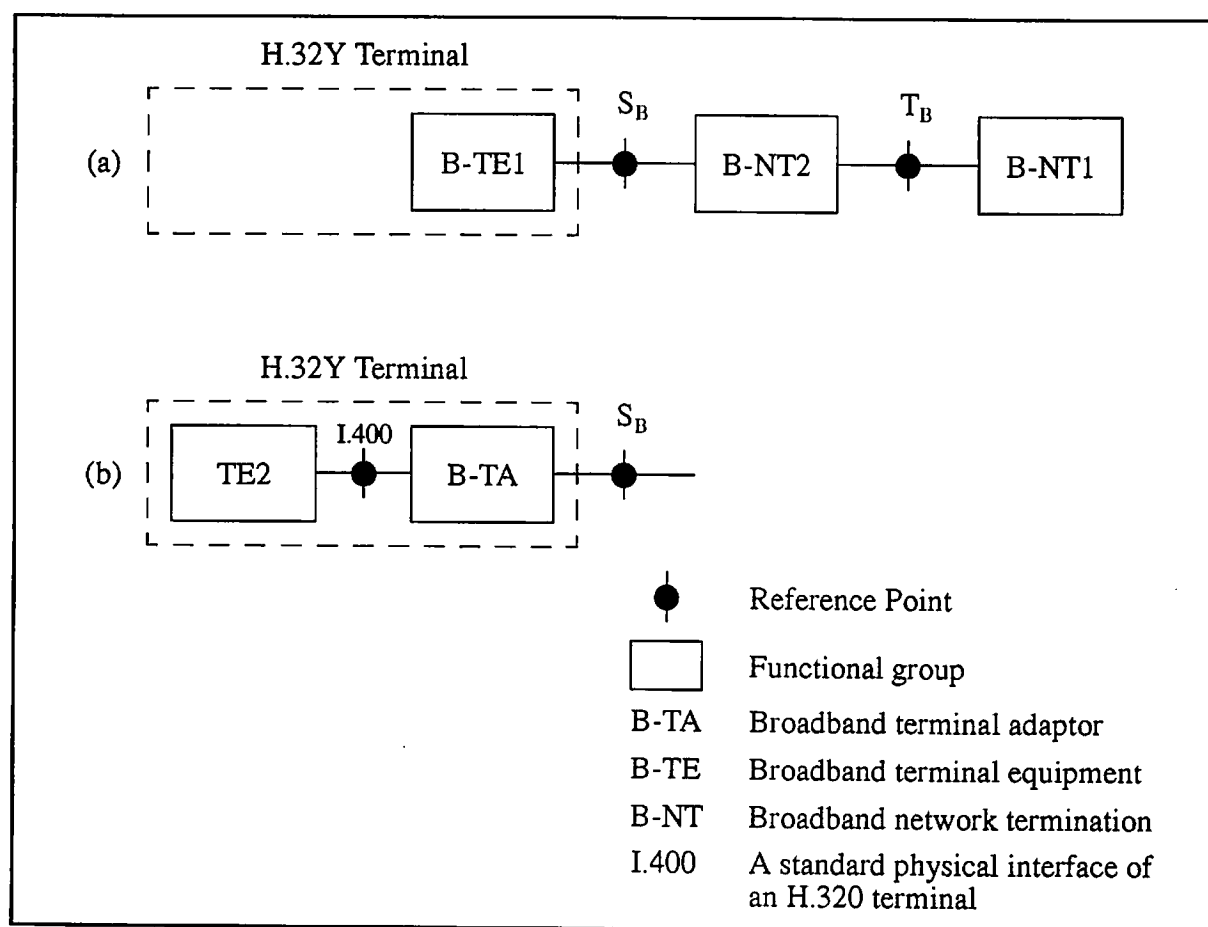 H.32Y Terminal
S_B
T_B
(a)
B-TE1
B-NT2
B-NT1
H.32Y Terminal
S_B
I.400
(b)
TE2
B-TA
Reference Point
Functional group
B-TA Broadband terminal adaptor
B-TE Broadband terminal equipment
B-NT Broadband network termination
I.400 A standard physical interface of
an H.320 terminal